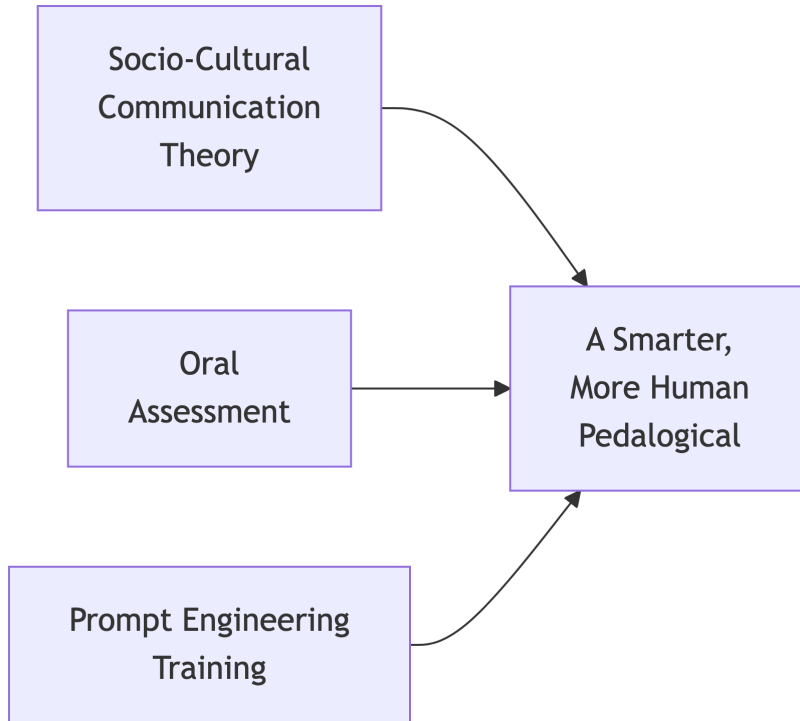 Socio-Cultural
Communication
Theory
Oral
Assessment
A Smarter,
More Human
Pedalogical
Prompt Engineering
Training